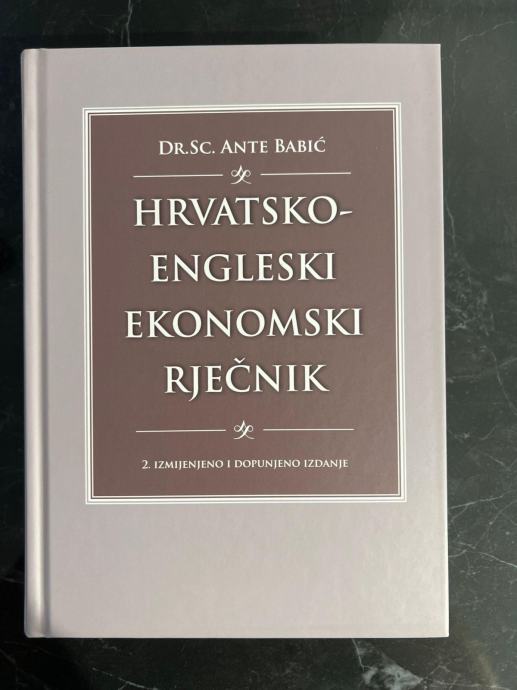 DR.SC. ANTE BABIĆ
HRVATSKO-
ENGLESKI
EKONOMSKI
RJEČNIK
2. IZMIJENJENO I DOPUNJENO IZDANJE